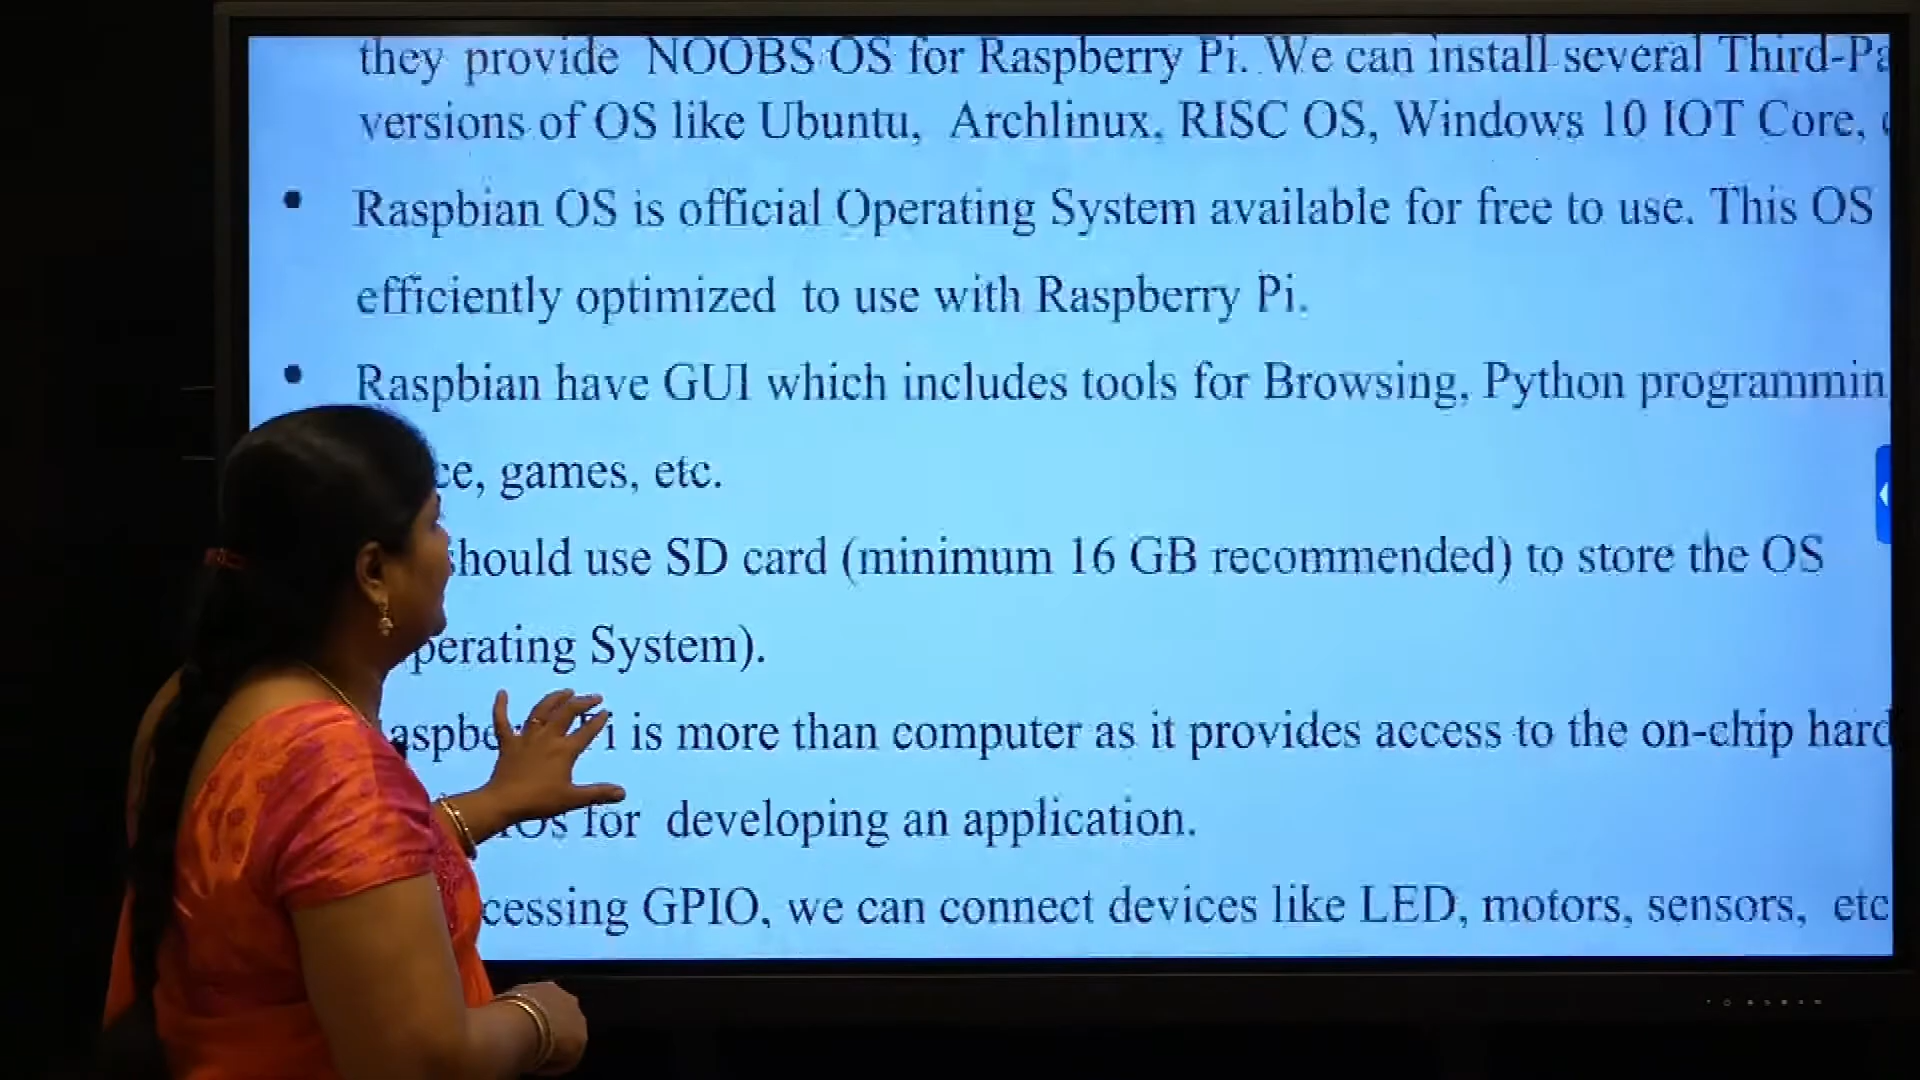 they provide NOOBS OS for Raspberry Pi. We can install several Third-Pa
versions of OS like Ubuntu, Archlinux, RISC OS, Windows 10 IOT Core,
• Raspbian OS is official Operating System available for free to use. This OS
efficiently optimized to use with Raspberry Pi.
• Raspbian have GUI which includes tools for Browsing, Python programmin
ce, games, etc.
should use SD card (minimum 16 GB recommended) to store the OS
perating System).
aspbe i is more than computer as it provides access to the on-chip hard
IOs for developing an application.
cessing GPIO, we can connect devices like LED, motors, sensors, etc